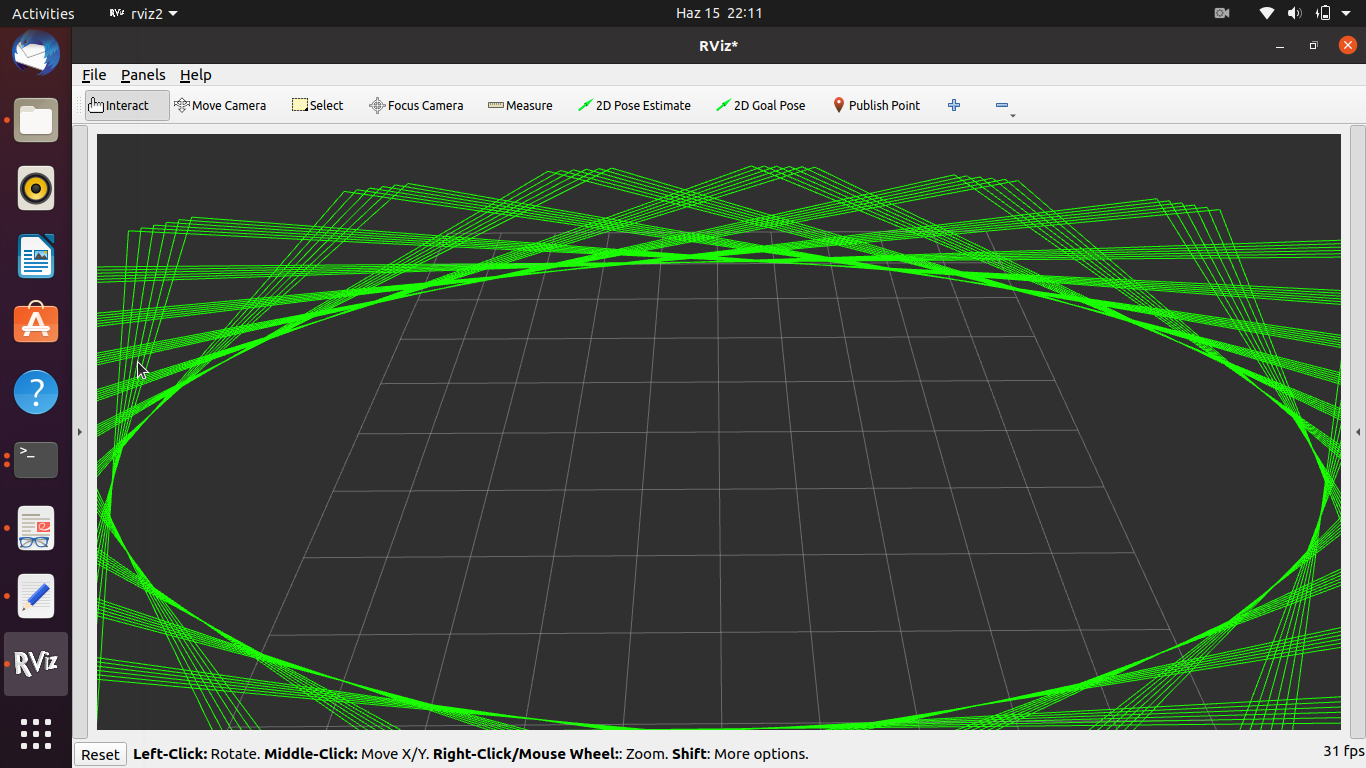 Activities RViz rviz2 Haz 15 22:11
RViz*
File Panels Help
Interact Move Camera Select Focus Camera Measure 2D Pose Estimate 2D Goal Pose Publish Point
>_
RViz
Reset Left-Click: Rotate. Middle-Click: Move X/Y. Right-Click/Mouse Wheel:: Zoom. Shift: More options. 31 fps